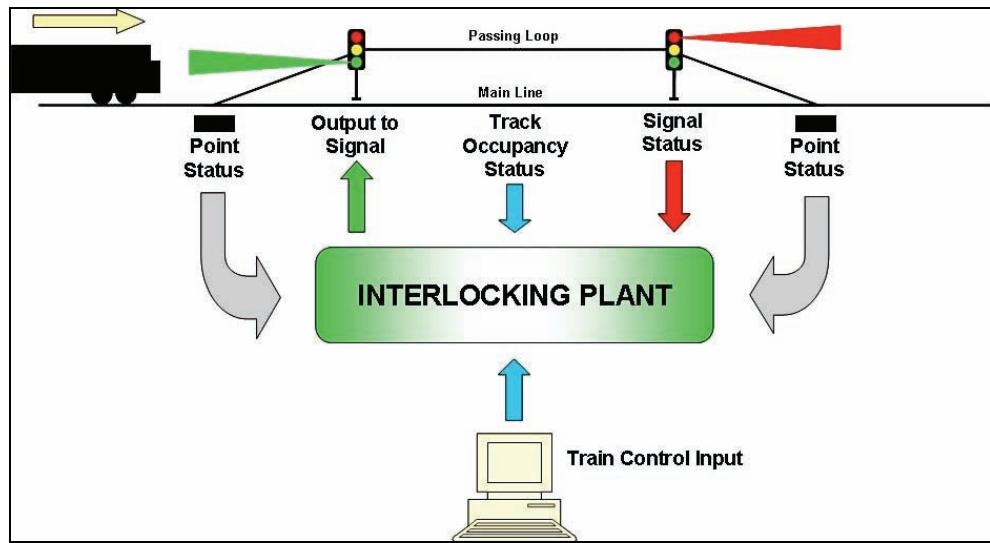 Passing Loop
Main Line
Point
Status
Output to
Signal
Track
Occupancy
Status
Signal
Status
Point
Status
INTERLOCKING PLANT
Train Control Input